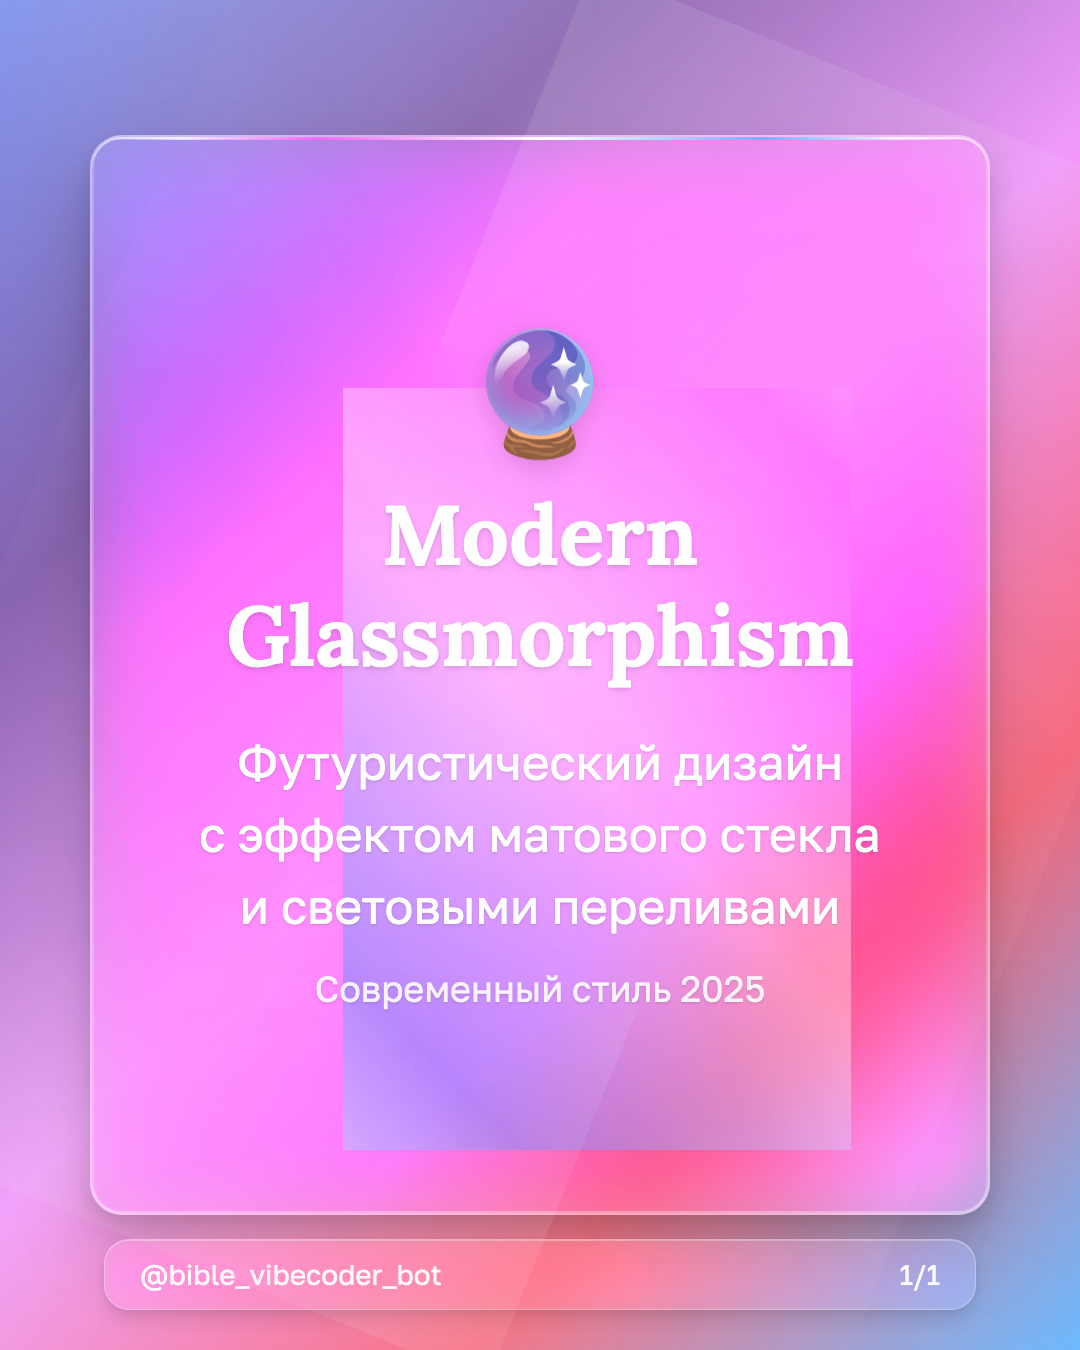 Modern
Glassmorphism
Футуристический дизайн
с эффектом матового стекла
и световыми переливами
Современный стиль 2025
@bible_vibecoder_bot
1/1